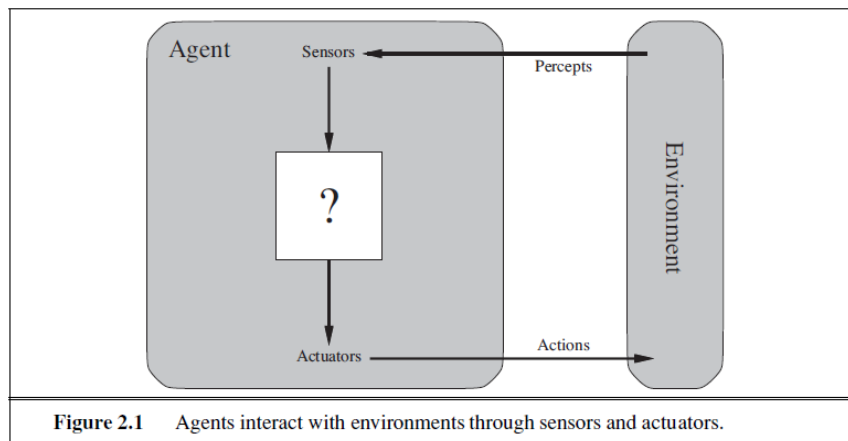 Agent
Sensors
Percepts
?
Environment
Actuators
Actions
Figure 2.1 Agents interact with environments through sensors and actuators.